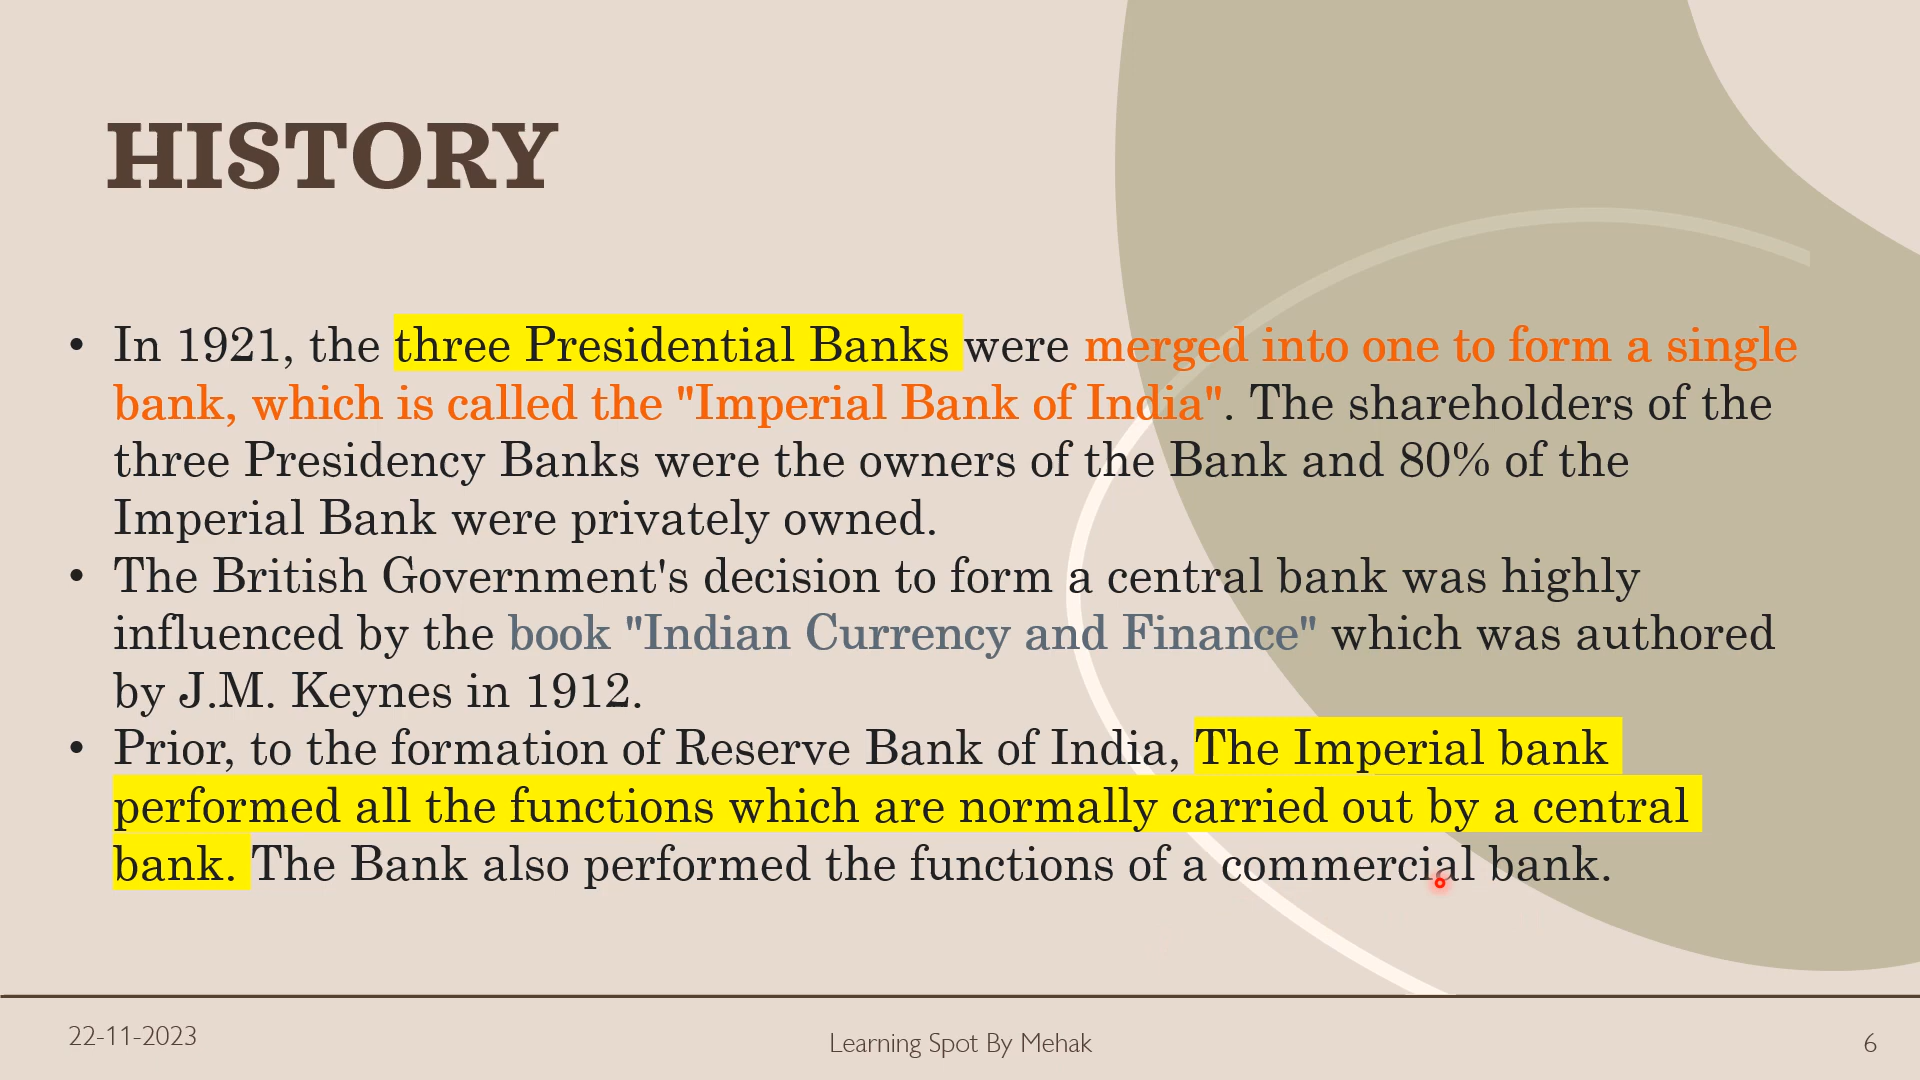 HISTORY
• In 1921, the three Presidential Banks were merged into one to form a single
bank, which is called the "Imperial Bank of India". The shareholders of the
three Presidency Banks were the owners of the Bank and 80% of the
Imperial Bank were privately owned.
• The British Government's decision to form a central bank was highly
influenced by the book "Indian Currency and Finance" which was authored
by J.M. Keynes in 1912.
• Prior, to the formation of Reserve Bank of India, The Imperial bank
performed all the functions which are normally carried out by a central
bank. The Bank also performed the functions of a commercial bank.
22-11-2023
Learning Spot By Mehak
6